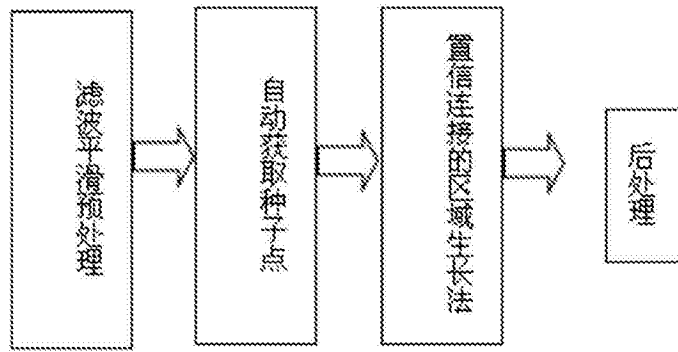 滤波平滑预处理
自动获取种子点
置信连接的区域生长法
后处理